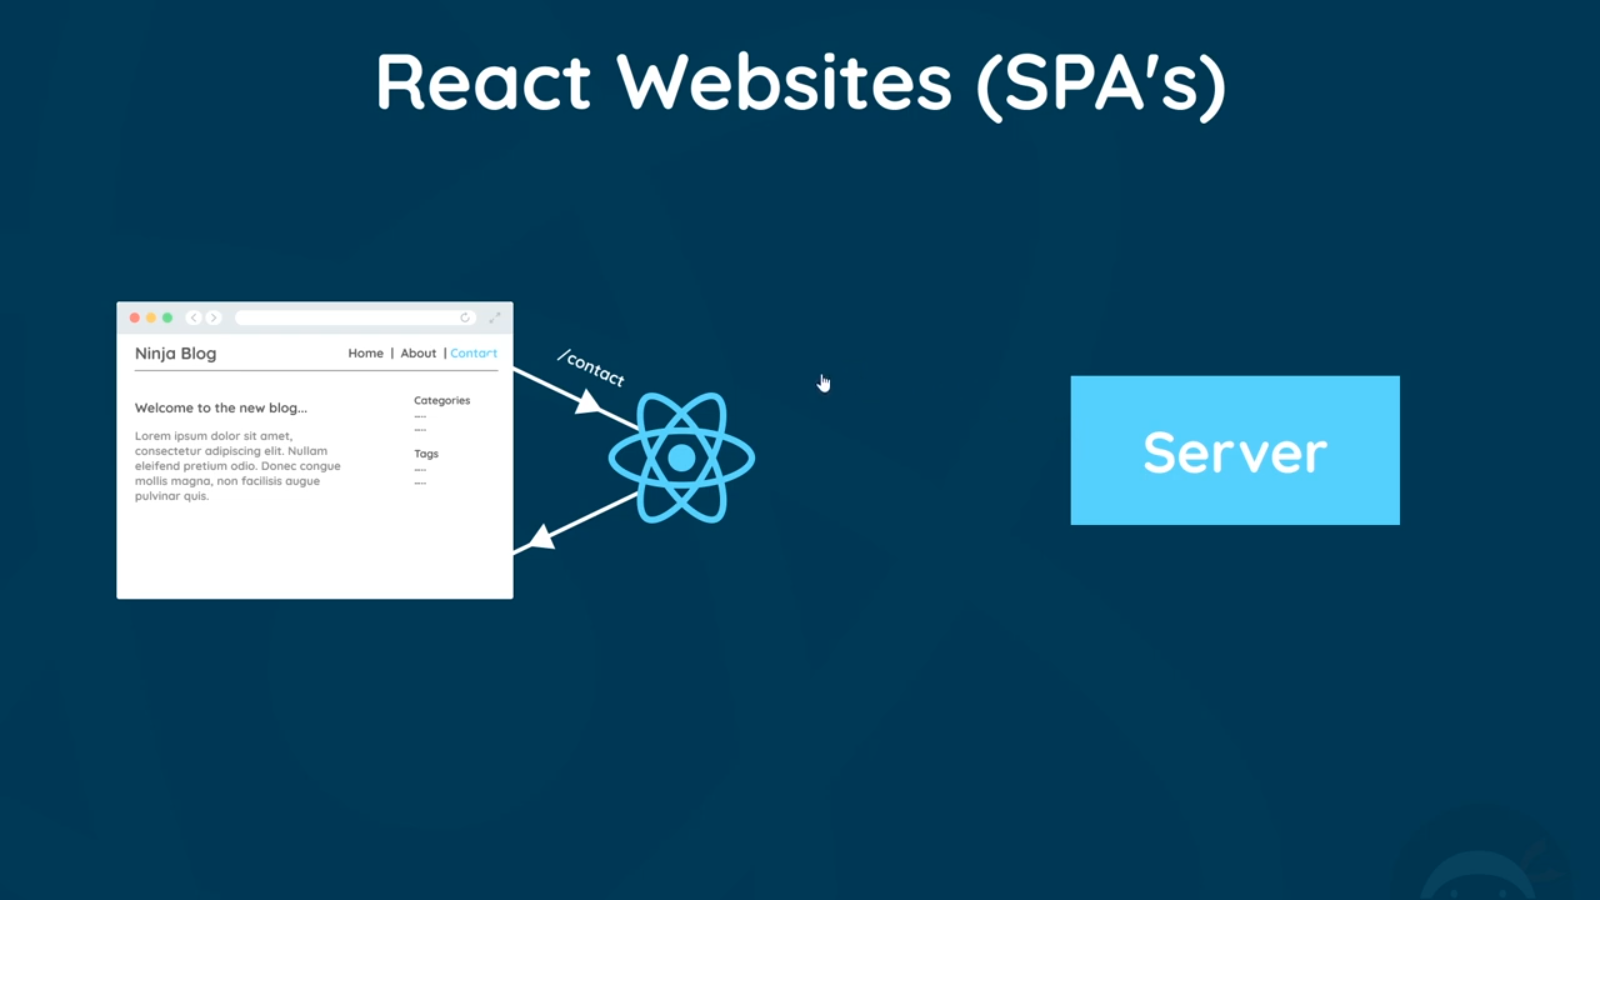 React Websites (SPA's)
Ninja Blog
Home | About | Contact
/contact
Welcome to the new blog...
Lorem ipsum dolor sit amet,
consectetur adipiscing elit. Nullam
eleifend pretium odio. Donec congue
mollis magna, non facilisis augue
pulvinar quis.
Categories
....
....
Tags
....
....
Server